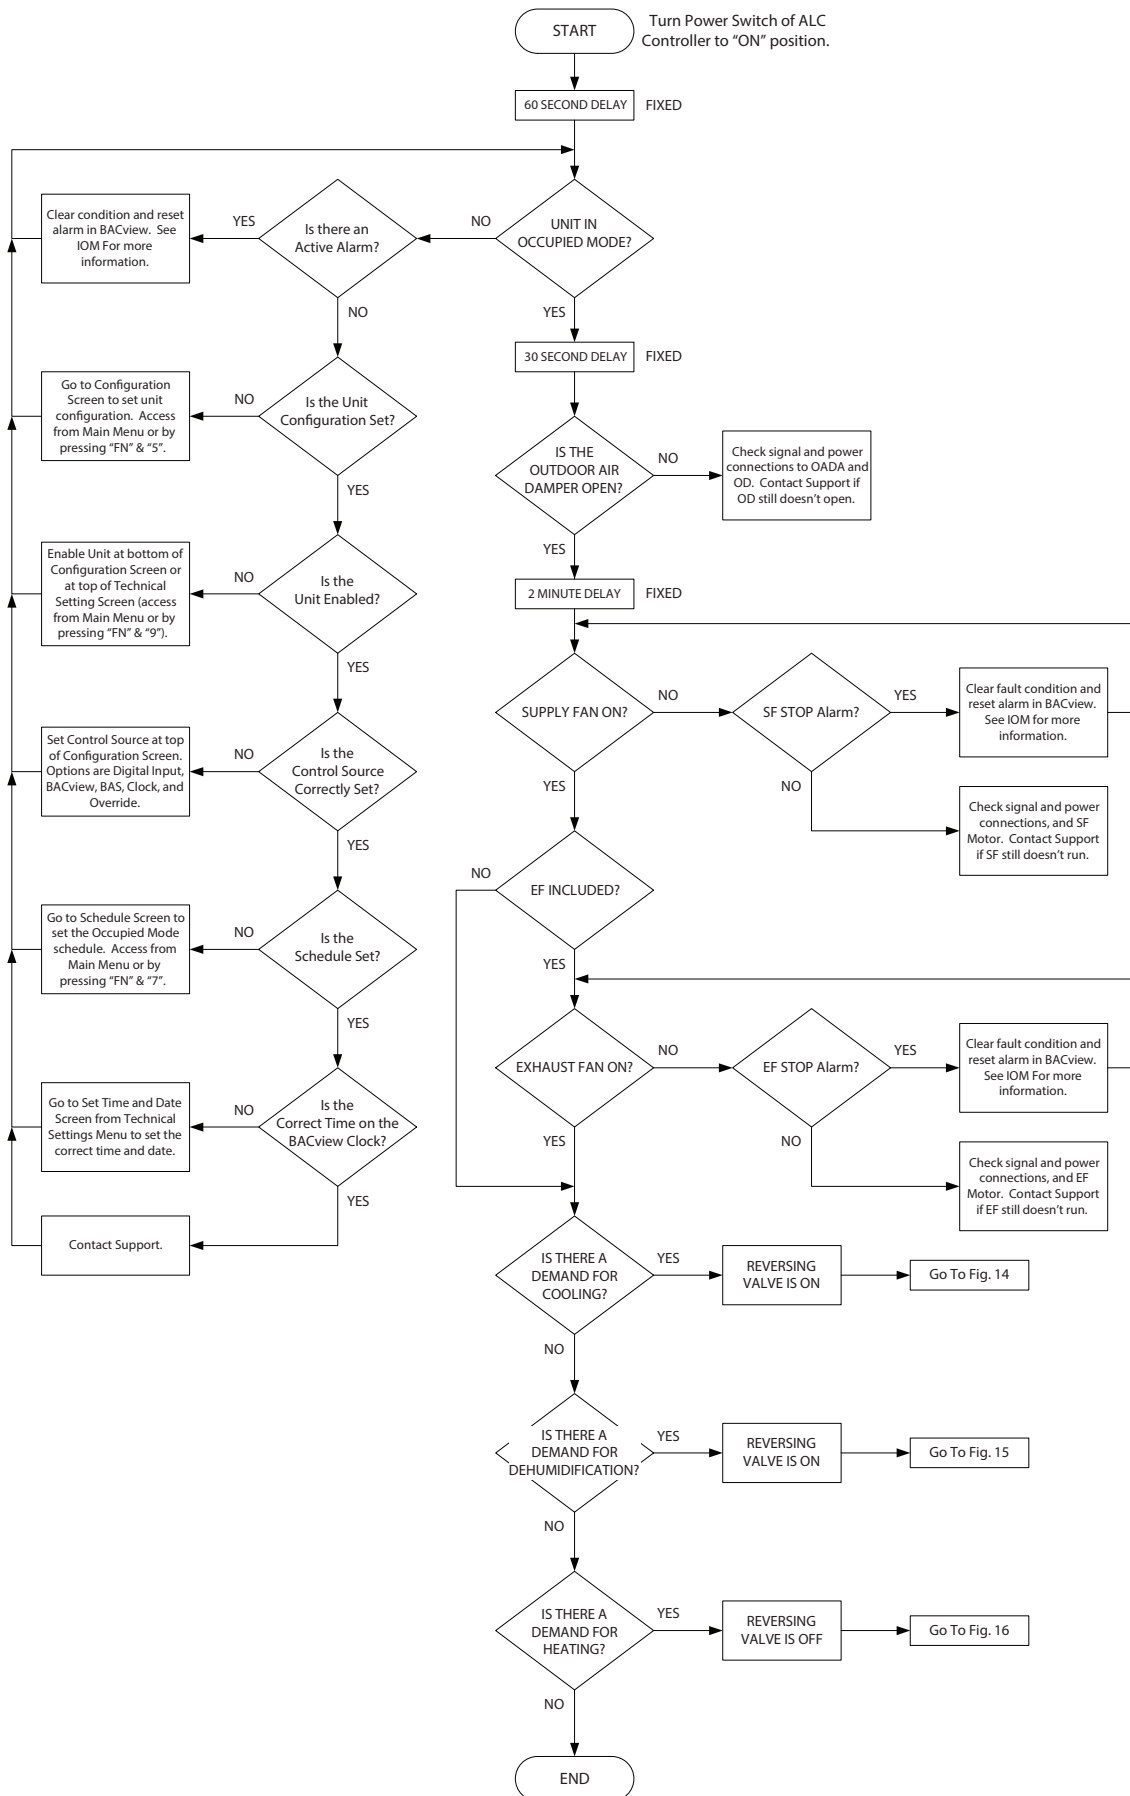 START
Turn Power Switch of ALC
Controller to “ON” position.
60 SECOND DELAY
FIXED
UNIT IN
OCCUPIED MODE?
NO
YES
Is there an
Active Alarm?
YES
NO
Clear condition and reset
alarm in BACview. See
IOM For more
information.
30 SECOND DELAY
FIXED
Is the Unit
Configuration Set?
NO
YES
Go to Configuration
Screen to set unit
configuration. Access
from Main Menu or by
pressing “FN” & “5”.
IS THE
OUTDOOR AIR
DAMPER OPEN?
NO
YES
Check signal and power
connections to OADA and
OD. Contact Support if
OD still doesn’t open.
Is the
Unit Enabled?
NO
YES
Enable Unit at bottom of
Configuration Screen or
at top of Technical
Setting Screen (access
from Main Menu or by
pressing “FN” & “9”).
2 MINUTE DELAY
FIXED
SUPPLY FAN ON?
NO
YES
SF STOP Alarm?
YES
NO
Clear fault condition and
reset alarm in BACview.
See IOM for more
information.
Check signal and power
connections, and SF
Motor. Contact Support
if SF still doesn’t run.
Is the
Control Source
Correctly Set?
NO
YES
Set Control Source at top
of Configuration Screen.
Options are Digital Input,
BACview, BAS, Clock, and
Override.
EF INCLUDED?
NO
YES
Is the
Schedule Set?
NO
YES
Go to Schedule Screen to
set the Occupied Mode
schedule. Access from
Main Menu or by
pressing “FN” & “7”.
EXHAUST FAN ON?
NO
YES
EF STOP Alarm?
YES
NO
Clear fault condition and
reset alarm in BACview.
See IOM For more
information.
Check signal and power
connections, and EF
Motor. Contact Support
if EF still doesn’t run.
Is the
Correct Time on the
BACview Clock?
NO
YES
Go to Set Time and Date
Screen from Technical
Settings Menu to set the
correct time and date.
Contact Support.
IS THERE A
DEMAND FOR
COOLING?
YES
NO
REVERSING
VALVE IS ON
Go To Fig. 14
IS THERE A
DEMAND FOR
DEHUMIDIFICATION?
YES
NO
REVERSING
VALVE IS ON
Go To Fig. 15
IS THERE A
DEMAND FOR
HEATING?
YES
NO
REVERSING
VALVE IS OFF
Go To Fig. 16
END